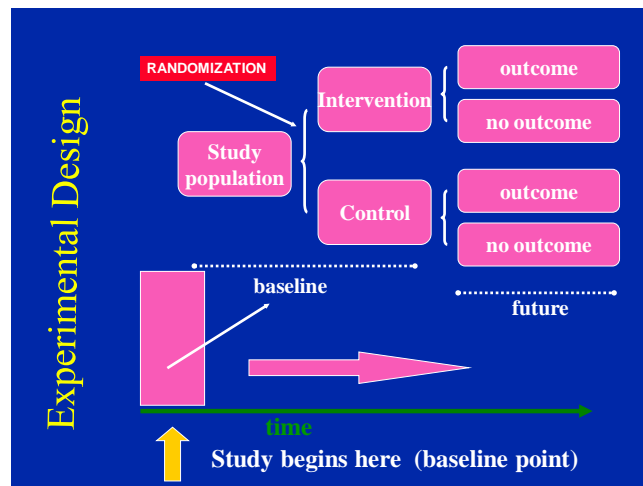 Experimental Design
RANDOMIZATION
Study
population
Intervention
Control
outcome
no outcome
outcome
no outcome
baseline
future
time
Study begins here (baseline point)